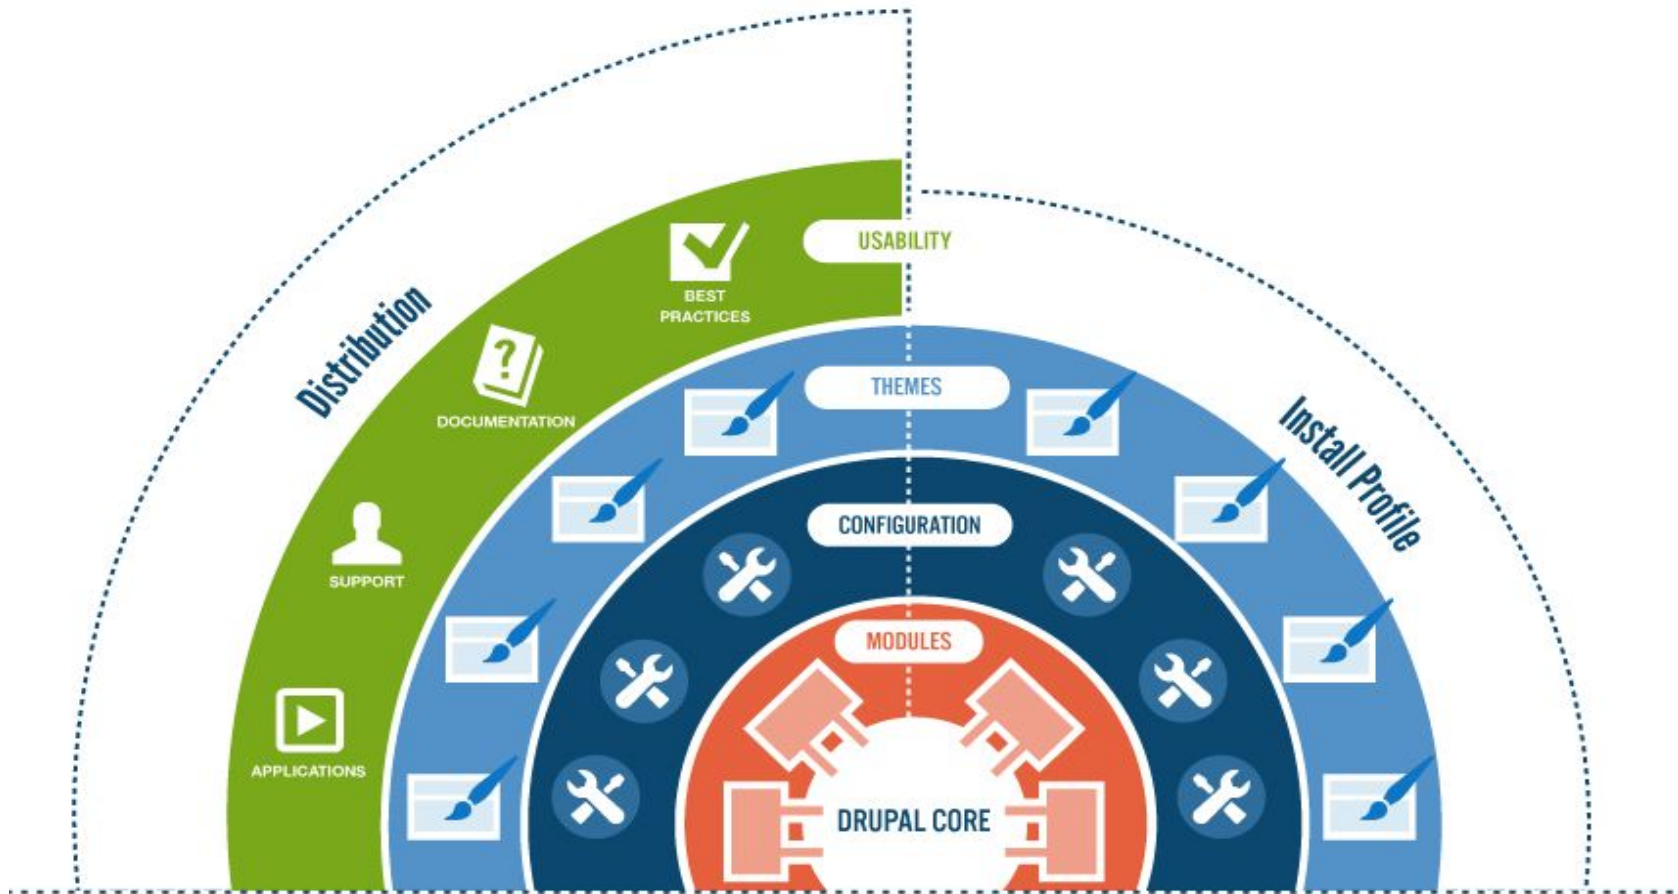 USABILITY
BEST
PRACTICES
Distribution
DOCUMENTATION
THEMES
Install Profile
CONFIGURATION
SUPPORT
MODULES
APPLICATIONS
DRUPAL CORE